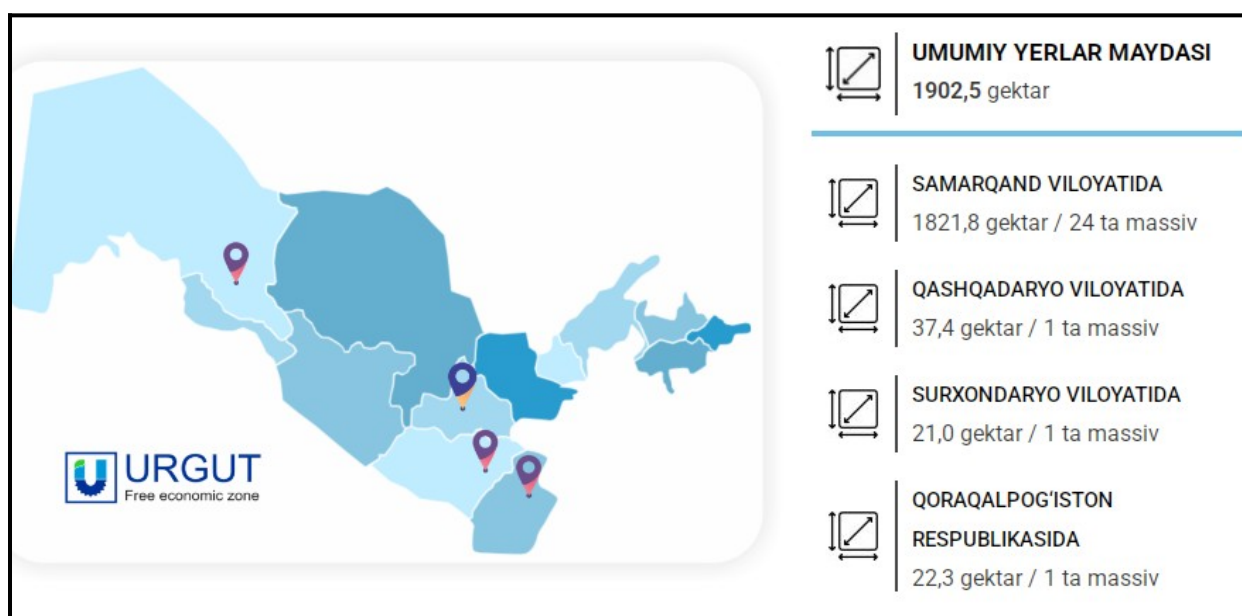 UMUMIY YERLAR MAYDASI
1902,5 gektar
SAMARQAND VILOYATIDA
1821,8 gektar / 24 ta massiv
QASHQADARYO VILOYATIDA
37,4 gektar / 1 ta massiv
SURXONDARYO VILOYATIDA
21,0 gektar / 1 ta massiv
QORAQALPOG‘ISTON
RESPUBLIKASIDA
22,3 gektar / 1 ta massiv
URGUT
Free economic zone